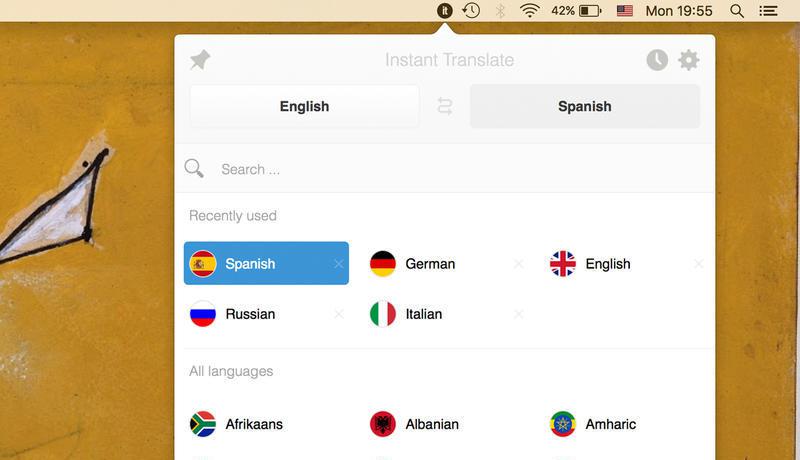 it 42% Mon 19:55
Instant Translate
English Spanish
Search ...
Recently used
Spanish German English
Russian Italian
All languages
Afrikaans Albanian Amharic